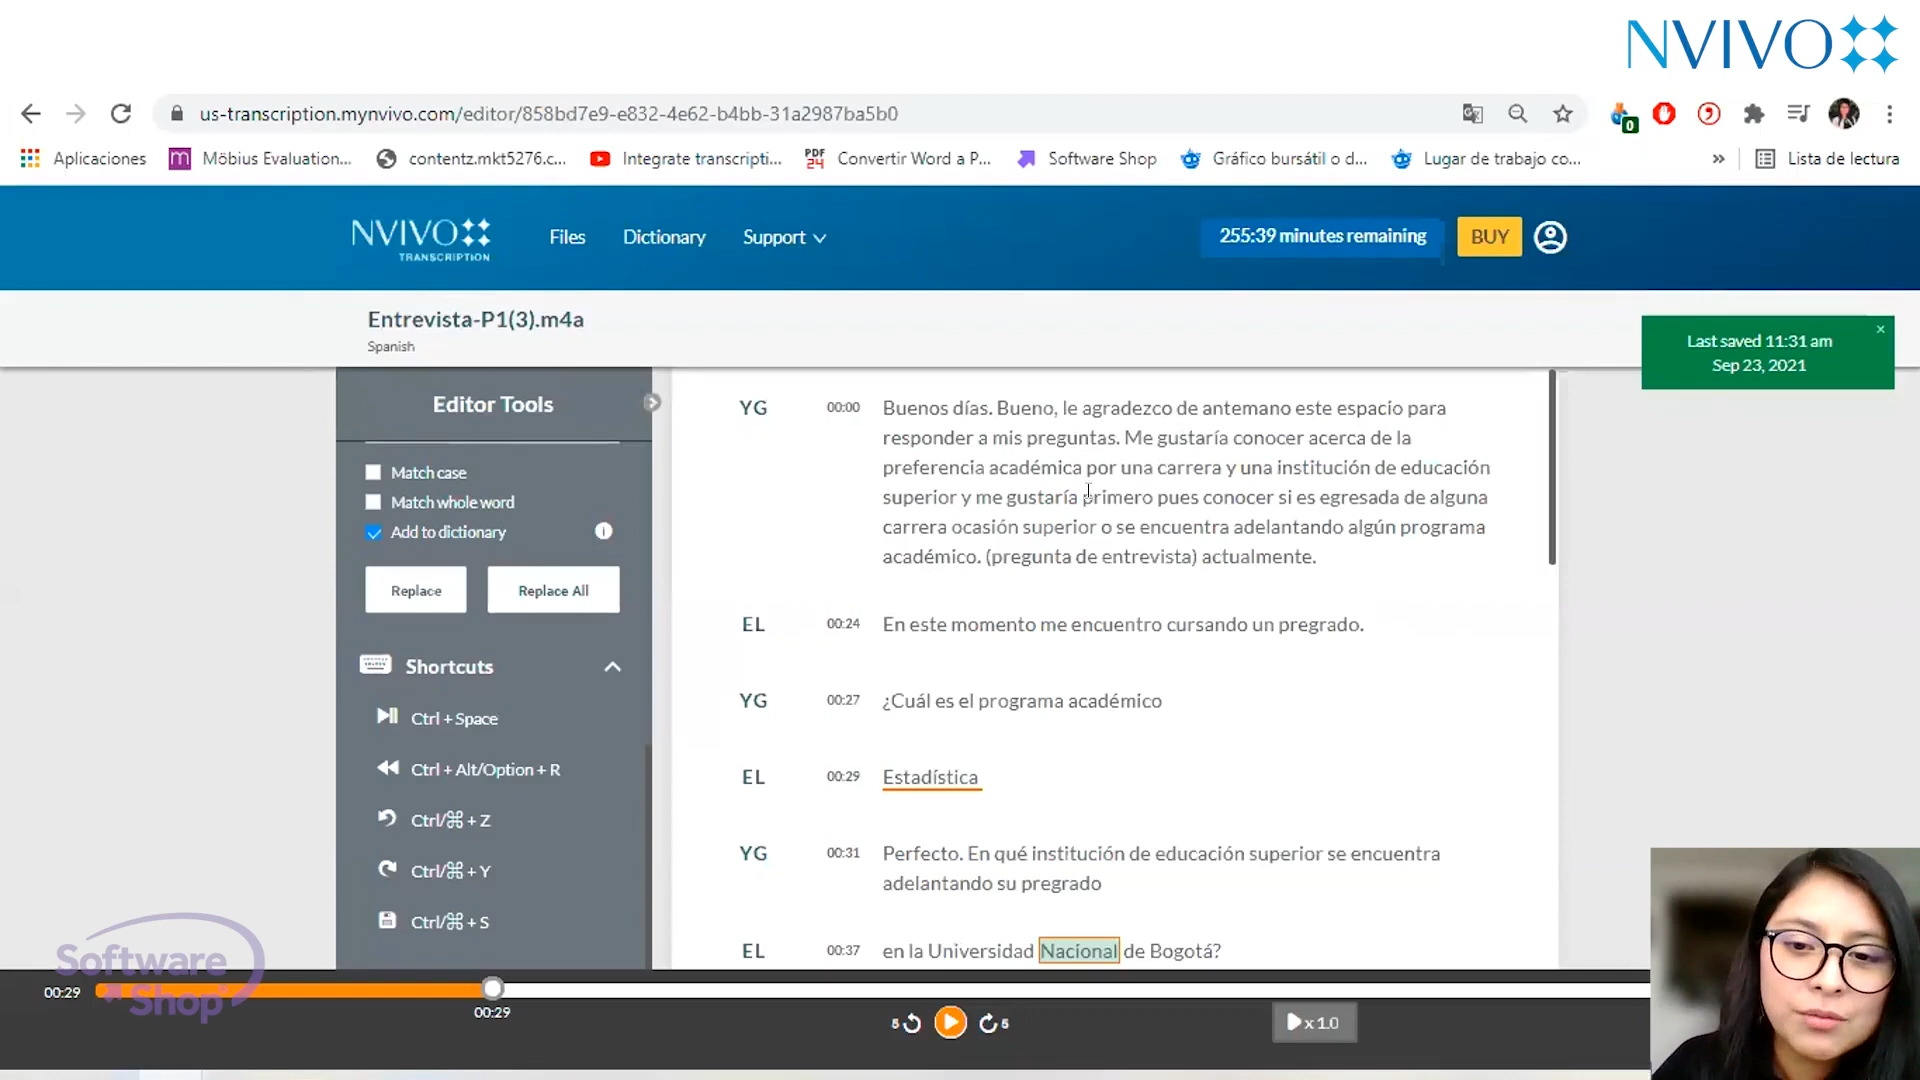 NVIVO
us-transcription.mynvivo.com/editor/858bd7e9-e832-4e62-b4bb-31a2987ba5b0
0
Aplicaciones
m
Möbius Evaluation...
contentz.mkt5276.c...
Integrate transcripti...
PDF 24
Convertir Word a P...
Software Shop
Gráfico bursátil o d...
Lugar de trabajo co...
»
Lista de lectura
NVIVO
TRANSCRIPTION
Files
Dictionary
Support
255:39 minutes remaining
BUY
Entrevista-P1(3).m4a
Spanish
Last saved 11:31 am
Sep 23, 2021
×
Editor Tools
Match case
Match whole word
Add to dictionary
Replace
Replace All
Shortcuts
Ctrl + Space
Ctrl + Alt/Option + R
Ctrl/⌘ + Z
Ctrl/⌘ + Y
Ctrl/⌘ + S
YG 00:00 Buenos días. Bueno, le agradezco de antemano este espacio para
responder a mis preguntas. Me gustaría conocer acerca de la
preferencia académica por una carrera y una institución de educación
superior y me gustaría primero pues conocer si es egresada de alguna
carrera ocasión superior o se encuentra adelantando algún programa
académico. (pregunta de entrevista) actualmente.
EL 00:24 En este momento me encuentro cursando un pregrado.
YG 00:27 ¿Cuál es el programa académico
EL 00:29 Estadística
YG 00:31 Perfecto. En qué institución de educación superior se encuentra
adelantando su pregrado
EL 00:37 en la Universidad Nacional de Bogotá?
Software
Shop
00:29
00:29
5
5
x 1.0